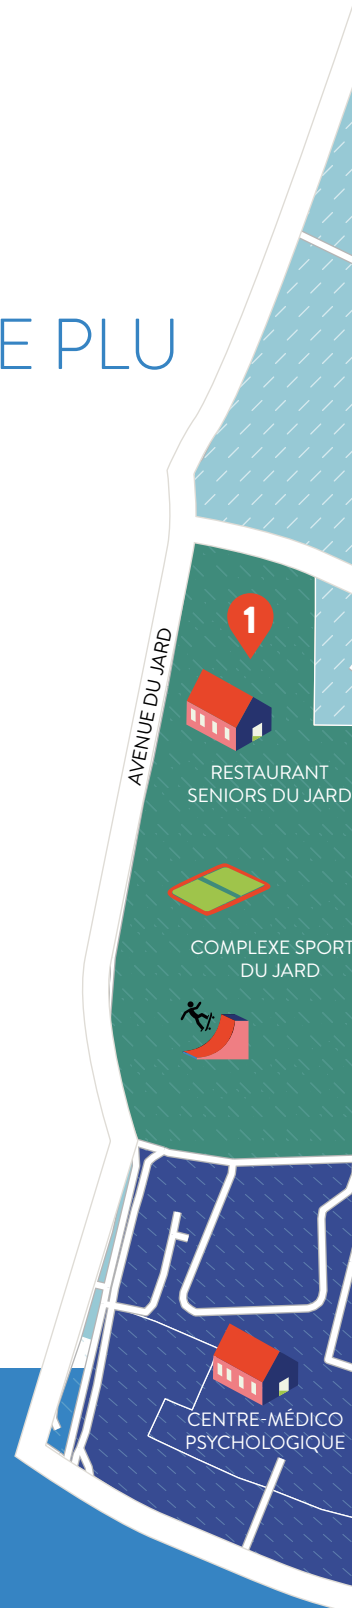 E PLU
1
AVENUE DU JARD
RESTAURANT
SENIORS DU JARD
COMPLEXE SPORT
DU JARD
CENTRE-MÉDICO
PSYCHOLOGIQUE